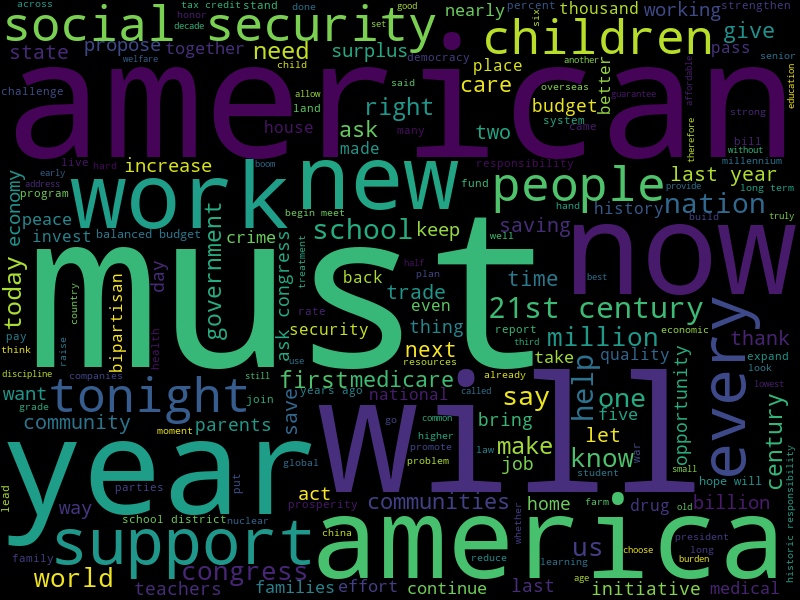 across
tax credit
stand
done
good
percent
six
thousand
working
strengthen
social security
honor
decade
set
nearly
children
give
state
propose
together
need
surplus
democracy
pass
welfare
place
another
senior
challenge
child
said
care
overseas
better
affordable
education
american
allow
land
right
budget
guarantee
house
ask
many
two
system
came
therefore
strong
made
bill
without
live
hard
increase
boom
responsibility
millennium
early
address
program
work
new
fund
people
last year
provide
long term
economy
peace
begin meet
hand
history
nation
invest
balanced budget
crime
government
school
keep
well
saving
now
build
truly
must
ask congress
treatment
half
back
plan
time
best
today
bipartisan
day
trade
country
security
even
21st century
pay
raise
health
rate
thing
report
million
economic
every
thank
think
use
next
resources
third
take
quality
expand
look
discipline
companies
still
first
medicare
already
help
opportunity
lowest
want
tonight
years ago
national
called
say
one
century
grade
join
save
will
go
common
bring
five
community
parents
moment
higher
law
let
small
year
global
promote
problem
make
job
war
know
student
hope will
historic responsibility
lead
way
parties
put
act
prosperity
communities
whether
home
farm
drug
old
billion
school district
nuclear
china
america
president
support
us
long
family
reduce
learning
choose
burden
world
congress
teachers
families
effort
continue
last
age
initiative
medical